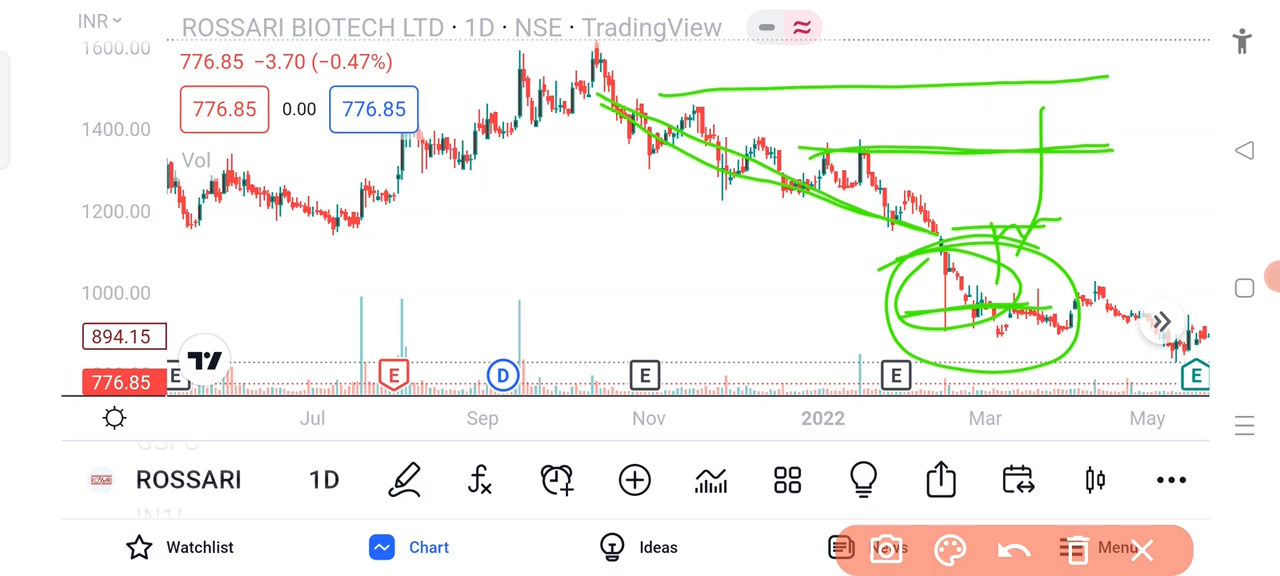 INR
ROSSARI BIOTECH LTD · 1D · NSE · TradingView
1600.00
776.85 −3.70 (−0.47%)
776.85 0.00 776.85
1400.00
Vol
1200.00
1000.00
894.15
776.85
E E D E E E
Jul Sep Nov 2022 Mar May
ROSSARI 1D
Watchlist Chart Ideas News Menu